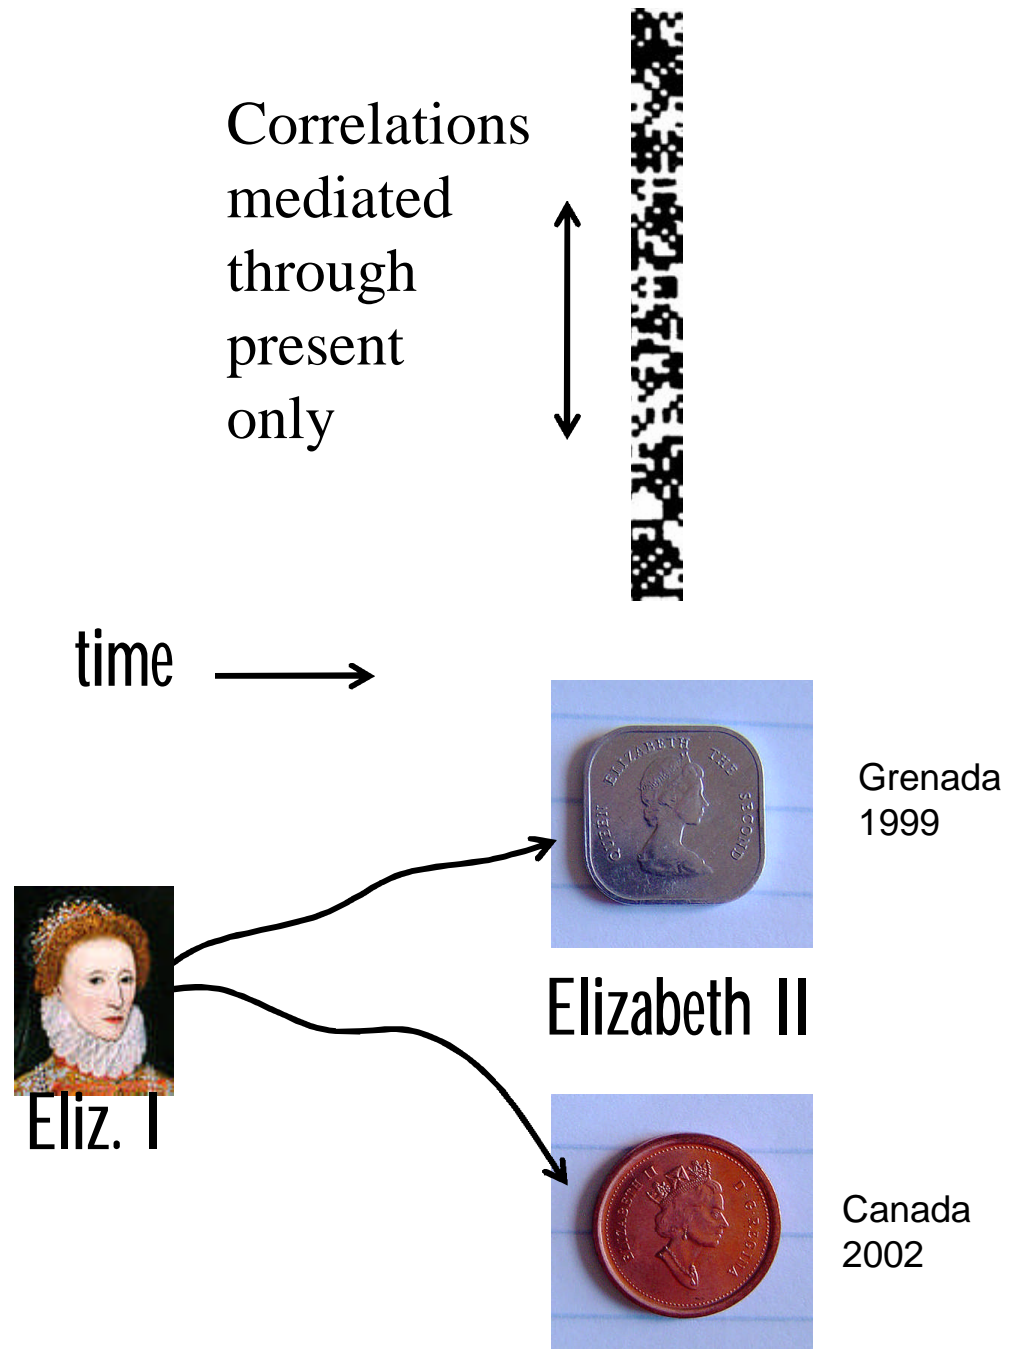 Correlations
mediated
through
present
only
time
QUEEN ELIZABETH THE SECOND
Grenada
1999
Elizabeth II
Eliz. I
ELIZABETH II D·G·REGINA
Canada
2002